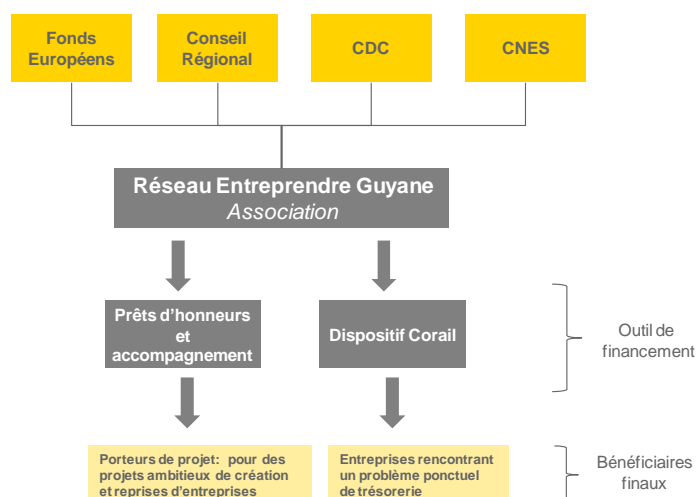 Fonds
Européens
Conseil
Régional
CDC
CNES
Réseau Entreprendre Guyane
Association
Prêts d'honneurs
et
accompagnement
Dispositif Corail
Outil de
financement
Porteurs de projet: pour des
projets ambitieux de création
et reprises d'entreprises
Entreprises rencontrant
un problème ponctuel
de trésorerie
Bénéficiaires
finaux